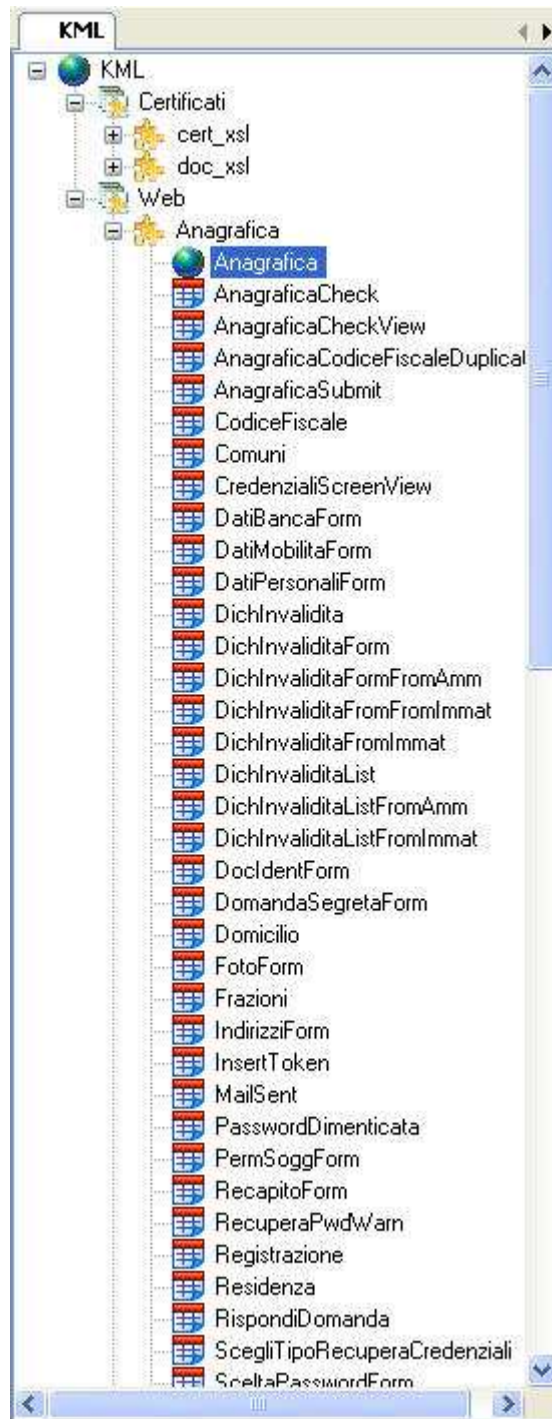 KML
KML
Certificati
cert_xsl
doc_xsl
Web
Anagrafica
Anagrafica
AnagraficaCheck
AnagraficaCheckView
AnagraficaCodiceFiscaleDuplica
AnagraficaSubmit
CodiceFiscale
Comuni
CredenzialiScreenView
DatiBancaForm
DatiMobilitaForm
DatiPersonaliForm
DichInvalidita
DichInvaliditaForm
DichInvaliditaFormFromAmm
DichInvaliditaFromFromImmat
DichInvaliditaFromImmat
DichInvaliditaList
DichInvaliditaListFromAmm
DichInvaliditaListFromImmat
DocIdentForm
DomandaSegretaForm
Domicilio
FotoForm
Frazioni
IndirizziForm
InsertToken
MailSent
PasswordDimenticata
PermSoggForm
RecapitoForm
RecuperaPwdWarn
Registrazione
Residenza
RispondiDomanda
ScegliTipoRecuperaCredenziali
SceltaPasswordForm